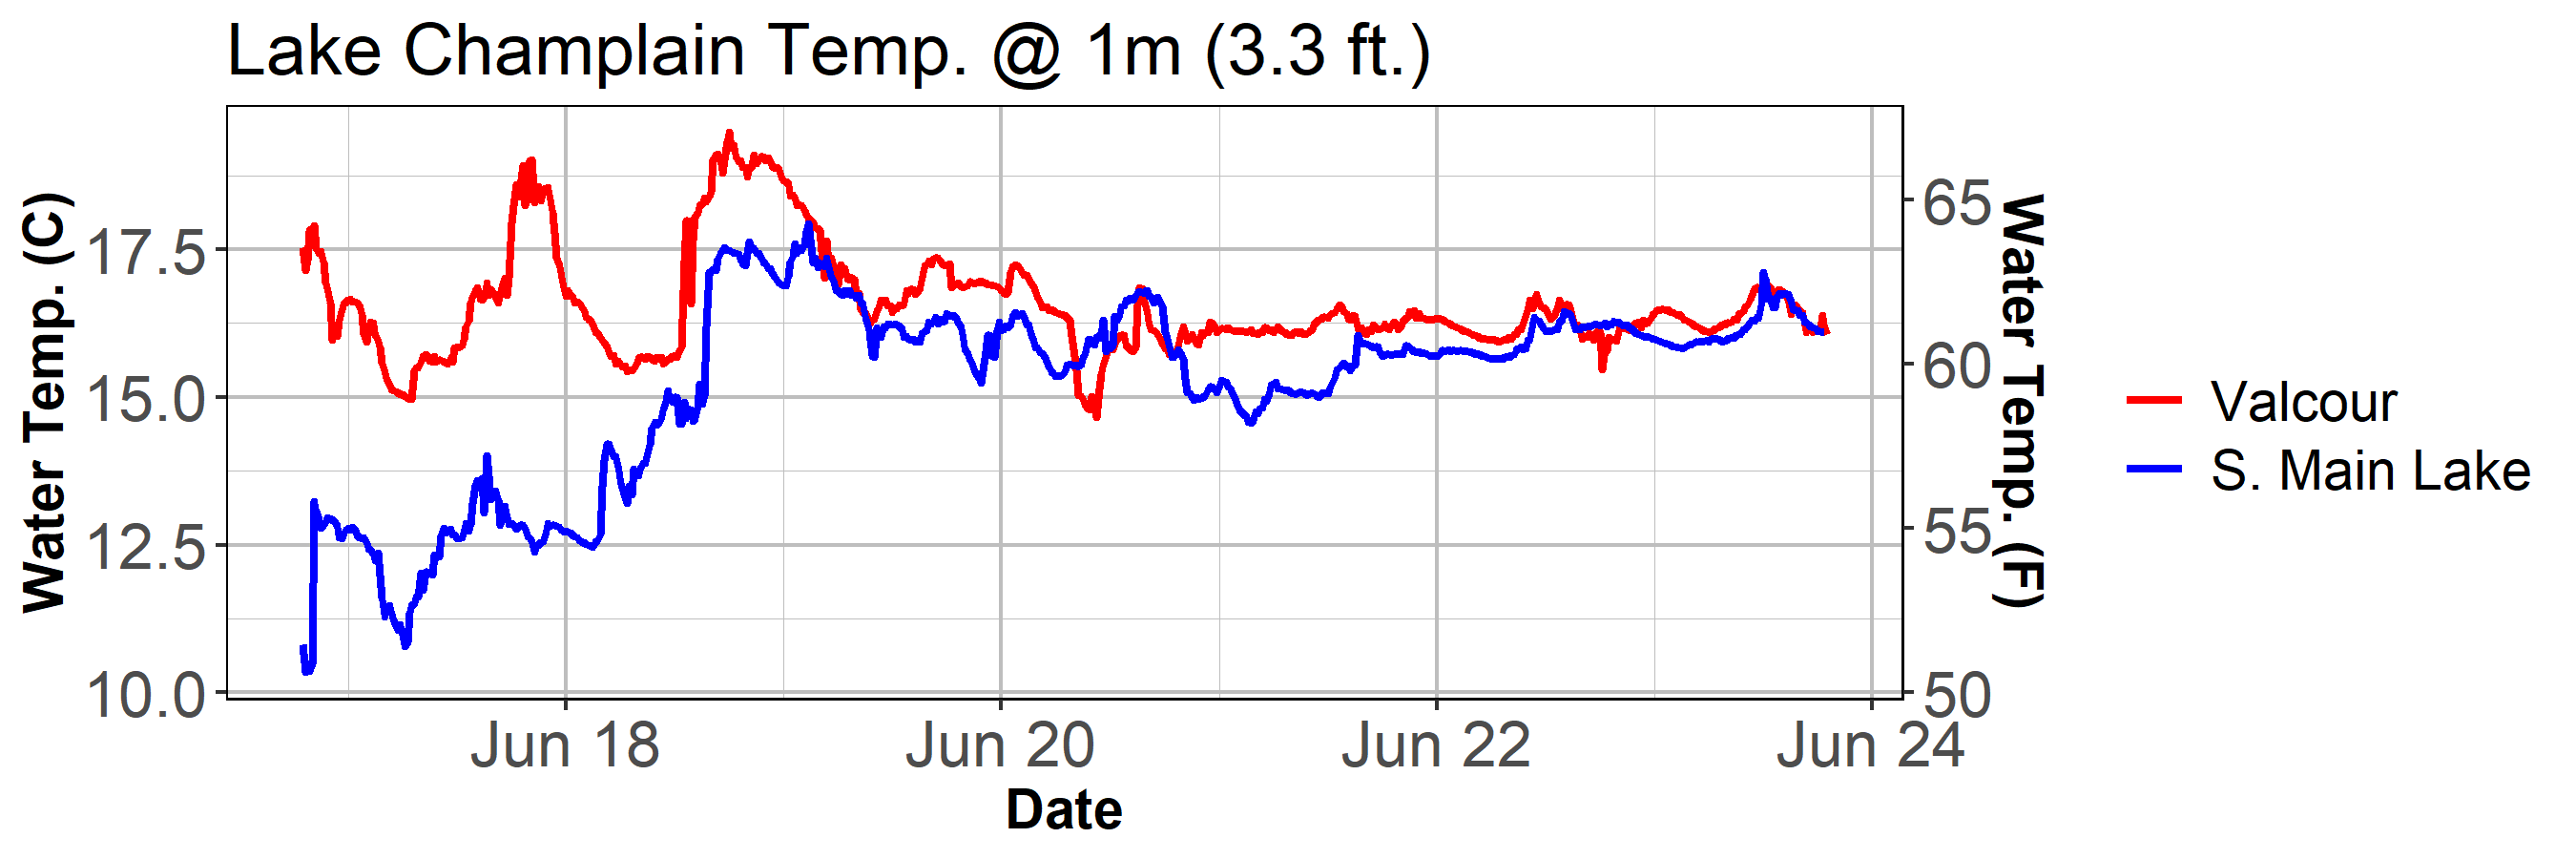 Lake Champlain Temp. @ 1m (3.3 ft.)
Water Temp. (C)
17.5
15.0
12.5
10.0
65
60
55
50
Water Temp. (F)
Jun 18
Jun 20
Jun 22
Jun 24
Date
Valcour
S. Main Lake